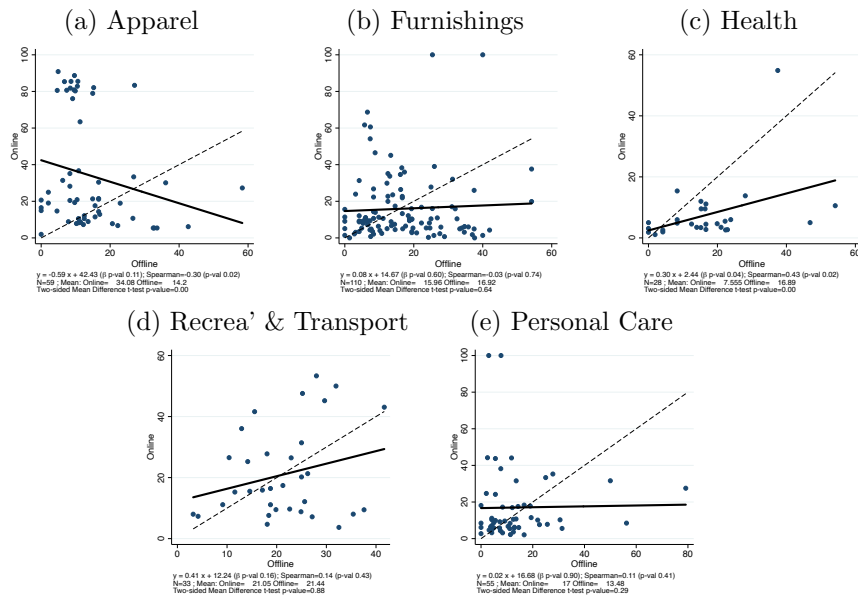 (a) Apparel
(b) Furnishings
(c) Health
Online
0 20 40 60 80 100
0 20 40 60
Offline
y = -0.59 x + 42.43 (β p-val 0.11); Spearman=-0.30 (p-val 0.02)
N=59 ; Mean: Online= 34.08 Offline= 14.2
Two-sided Mean Difference t-test p-value=0.00
Online
0 20 40 60 80 100
0 20 40 60
Offline
y = 0.08 x + 14.67 (β p-val 0.60); Spearman=-0.03 (p-val 0.74)
N=110 ; Mean: Online= 15.96 Offline= 16.92
Two-sided Mean Difference t-test p-value=0.64
Online
0 20 40 60
0 20 40 60
Offline
y = 0.30 x + 2.44 (β p-val 0.04); Spearman=0.43 (p-val 0.02)
N=28 ; Mean: Online= 7.555 Offline= 16.89
Two-sided Mean Difference t-test p-value=0.00
(d) Recrea' & Transport
(e) Personal Care
Online
0 20 40 60
0 10 20 30 40
Offline
y = 0.41 x + 12.24 (β p-val 0.16); Spearman=0.14 (p-val 0.43)
N=33 ; Mean: Online= 21.05 Offline= 21.44
Two-sided Mean Difference t-test p-value=0.88
Online
0 20 40 60 80 100
0 20 40 60 80
Offline
y = 0.02 x + 16.68 (β p-val 0.90); Spearman=0.11 (p-val 0.41)
N=55 ; Mean: Online= 17 Offline= 13.48
Two-sided Mean Difference t-test p-value=0.29